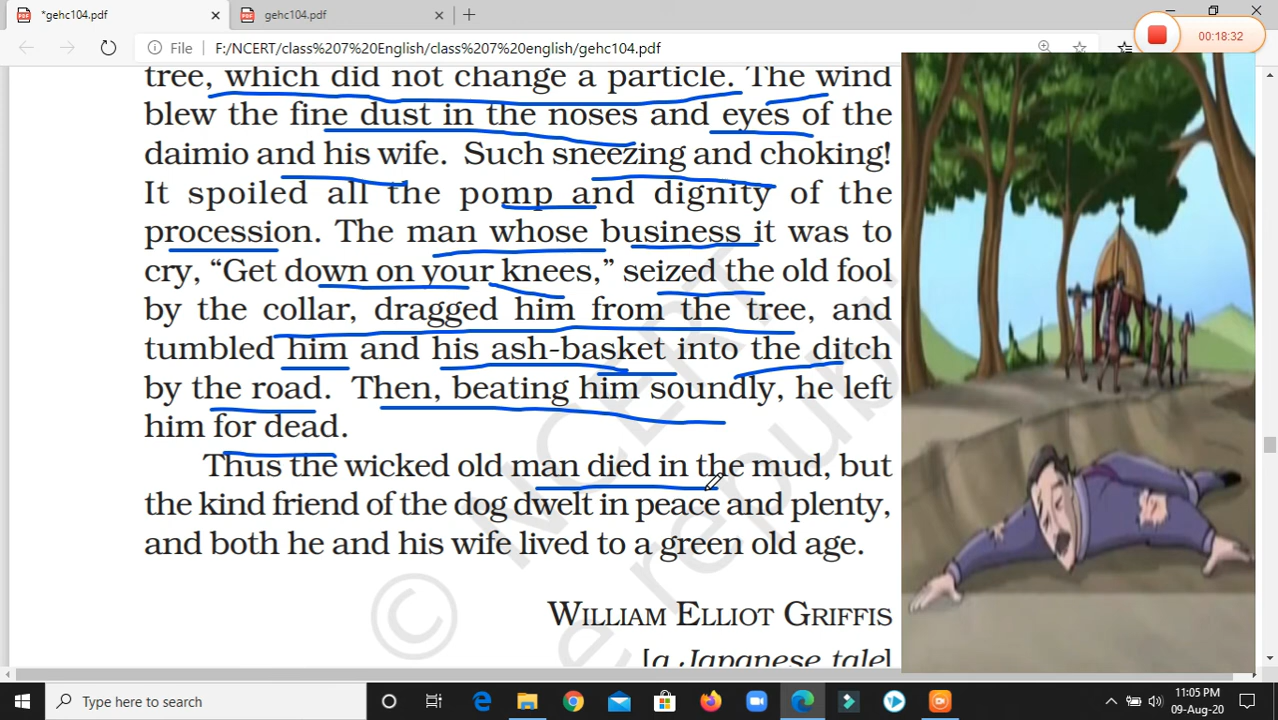 *gehc104.pdf
gehc104.pdf
File
F:/NCERT/class%207%20English/class%207%20english/gehc104.pdf
00:18:32
tree, which did not change a particle. The wind
blew the fine dust in the noses and eyes of the
daimio and his wife. Such sneezing and choking!
It spoiled all the pomp and dignity of the
procession. The man whose business it was to
cry, “Get down on your knees,” seized the old fool
by the collar, dragged him from the tree, and
tumbled him and his ash-basket into the ditch
by the road. Then, beating him soundly, he left
him for dead.
Thus the wicked old man died in the mud, but
the kind friend of the dog dwelt in peace and plenty,
and both he and his wife lived to a green old age.
WILLIAM ELLIOT GRIFFIS
[a Japanese tale]
© NCERT
republi
Type here to search
11:05 PM
09-Aug-20